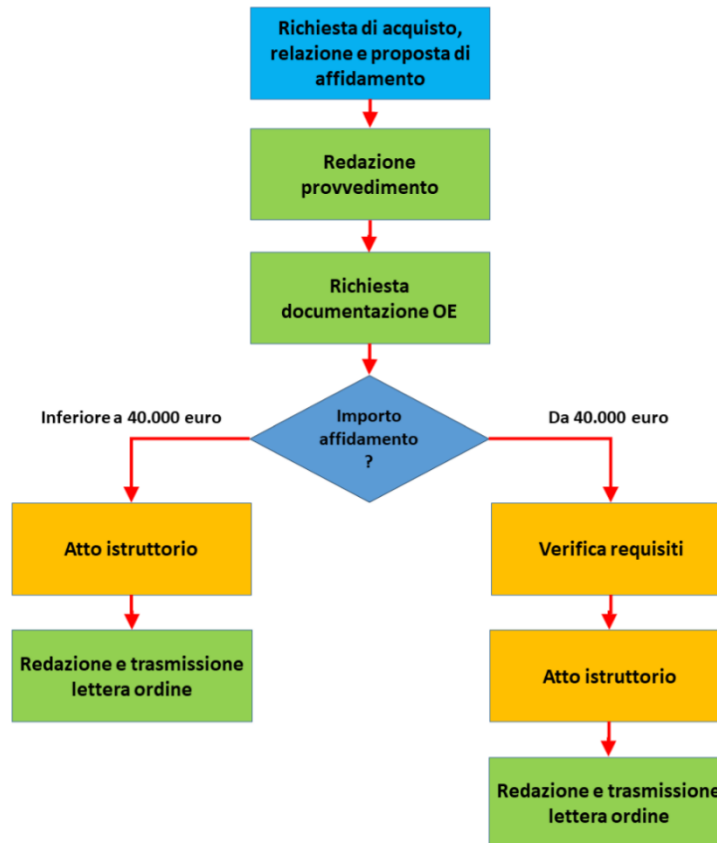 Richiesta di acquisto,
relazione e proposta di
affidamento
Redazione
provvedimento
Richiesta
documentazione OE
Importo
affidamento
?
Inferiore a 40.000 euro
Da 40.000 euro
Atto istruttorio
Verifica requisiti
Redazione e trasmissione
lettera ordine
Atto istruttorio
Redazione e trasmissione
lettera ordine